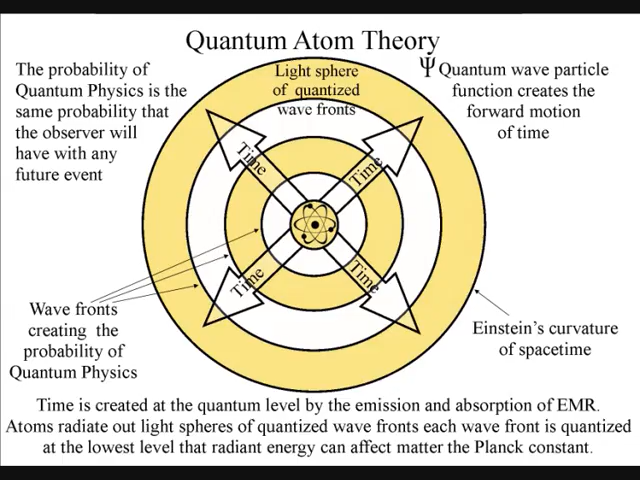 Quantum Atom Theory
The probability of
Quantum Physics is the
same probability that
the observer will
have with any
future event
Light sphere
of quantized
wave fronts
Ψ Quantum wave particle
function creates the
forward motion
of time
Time
Time
Time
Time
Wave fronts
creating the
probability of
Quantum Physics
Einstein's curvature
of spacetime
Time is created at the quantum level by the emission and absorption of EMR.
Atoms radiate out light spheres of quantized wave fronts each wave front is quantized
at the lowest level that radiant energy can affect matter the Planck constant.